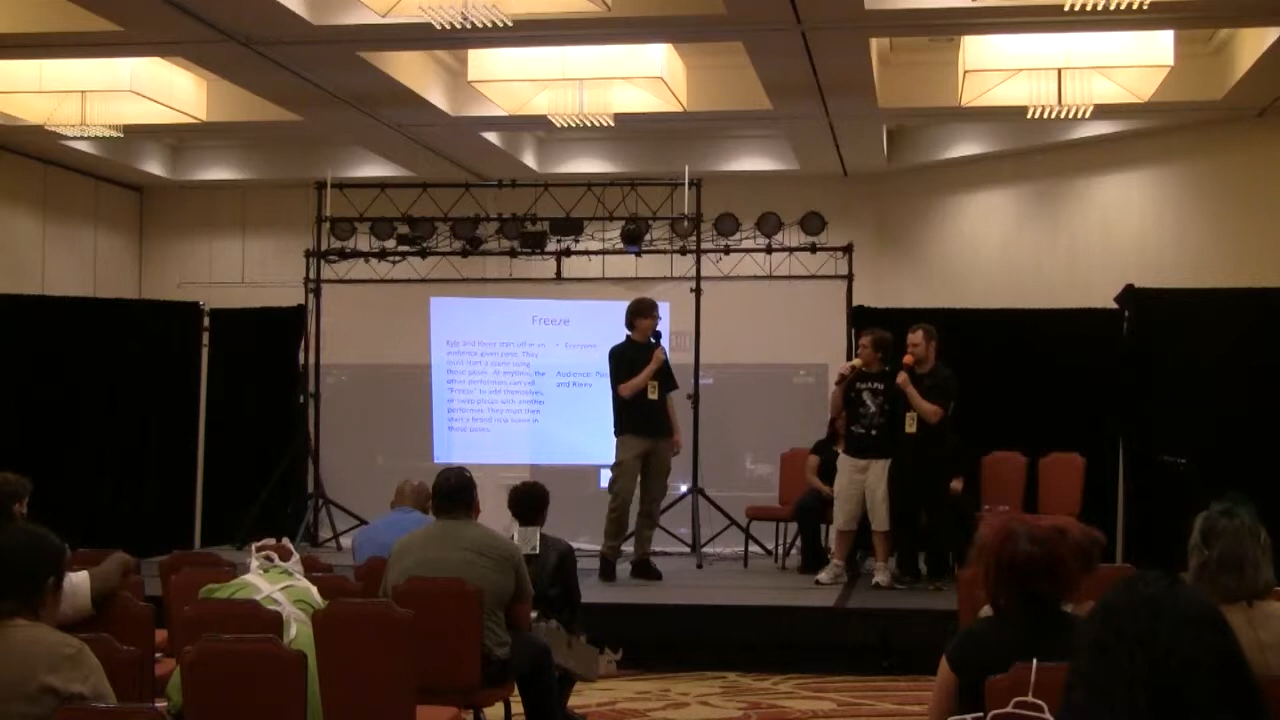 Freeze
Kyle and                 start off in an
audience given pose. They
must start a scene using
those poses. At anytime, the
other performers can yell
"Freeze" to add themselves
or swap places with another
performer. They must then
start a brand new scene in
those poses.
• Everyone
Audience:
and